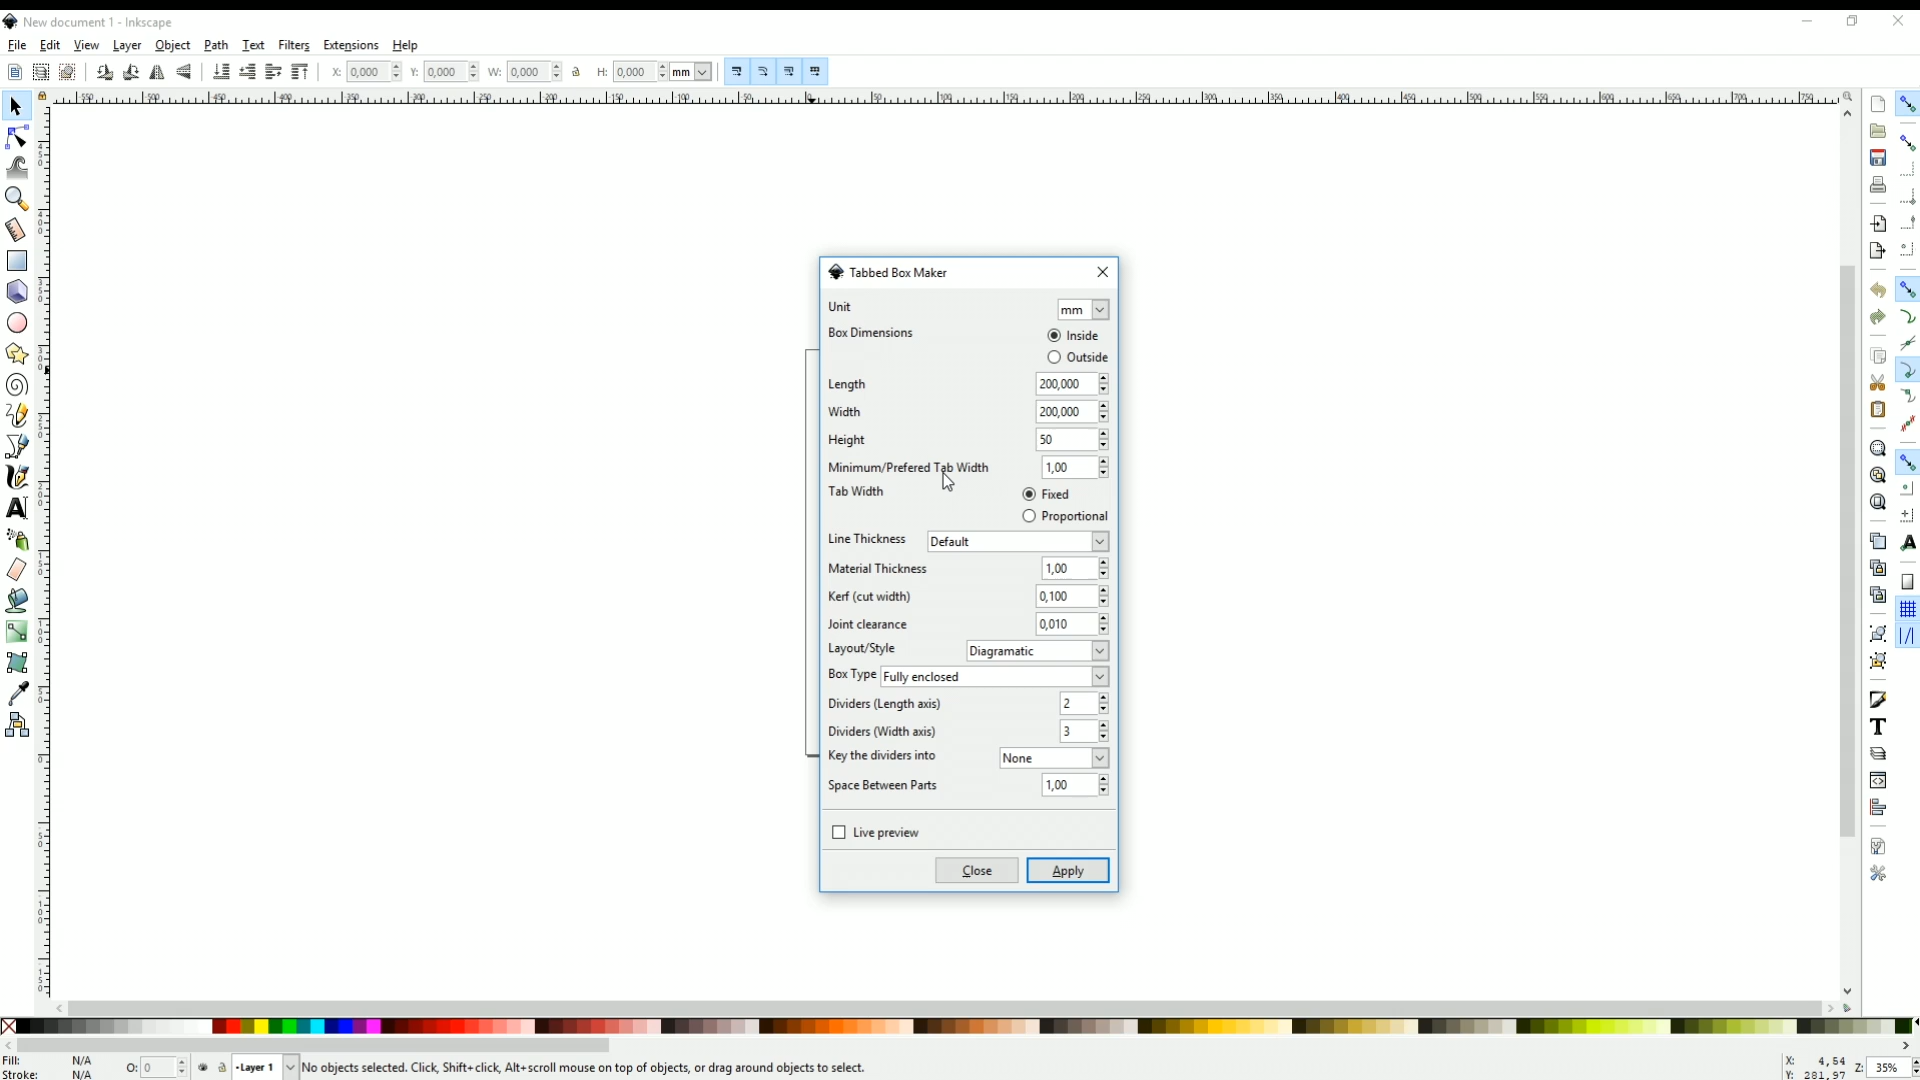 New document 1 - Inkscape
File Edit View Layer Object Path Text Filters Extensions Help
X: 0,000 Y: 0,000 W: 0,000 H: 0,000 mm
Tabbed Box Maker
Unit mm
Box Dimensions Inside
Outside
Length 200,000
Width 200,000
Height 50
Minimum/Prefered Tab Width 1,00
Tab Width Fixed
Proportional
Line Thickness Default
Material Thickness 1,00
Kerf (cut width) 0,100
Joint clearance 0,010
Layout/Style Diagramatic
Box Type Fully enclosed
Dividers (Length axis) 2
Dividers (Width axis) 3
Key the dividers into None
Space Between Parts 1,00
Live preview
Close Apply
Fill: N/A
Stroke: N/A
O: 0
Layer 1
No objects selected. Click, Shift+click, Alt+scroll mouse on top of objects, or drag around objects to select.
X: 4,54
Y: 281,97
Z: 35%